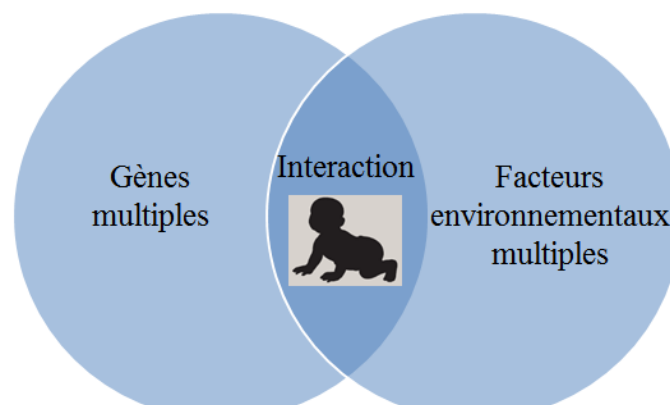 Gènes
multiples
Interaction
Facteurs
environnementaux
multiples